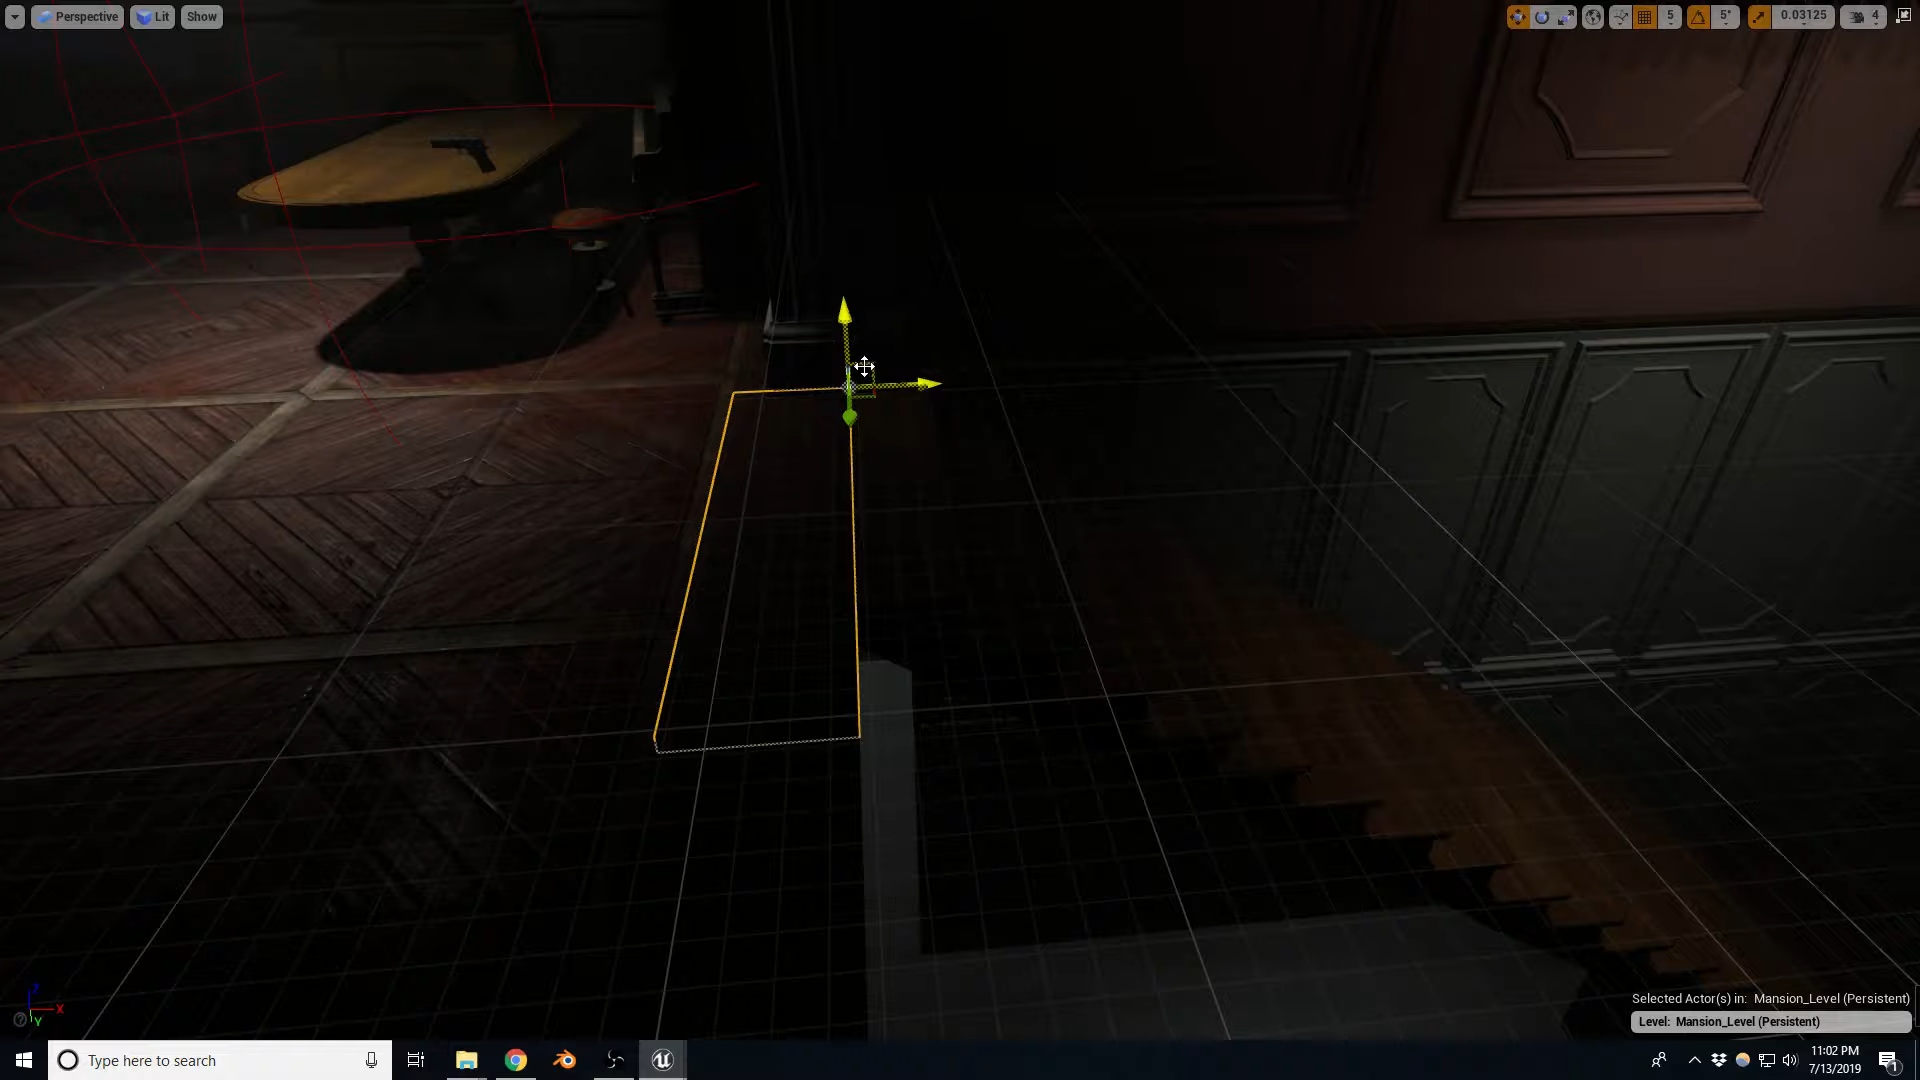 Perspective
Lit
Show
5
5°
0.03125
4
Z
X
Y
Selected Actor(s) in: Mansion_Level (Persistent)
Level: Mansion_Level (Persistent)
Type here to search
11:02 PM
7/13/2019
1